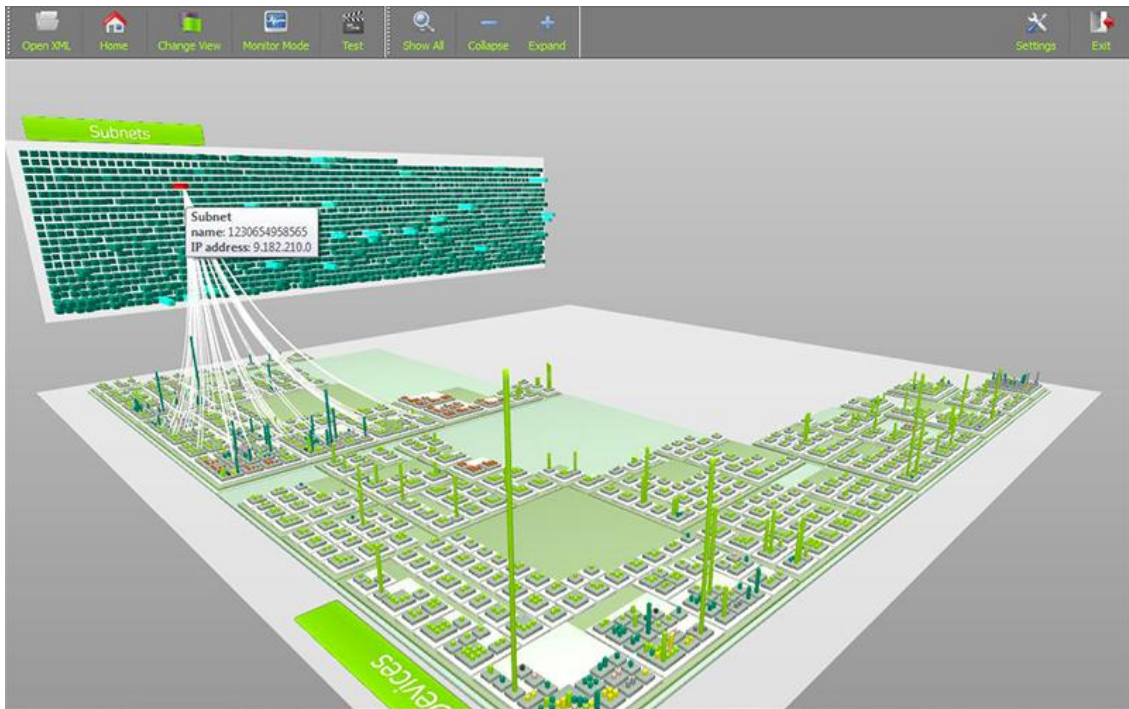 Open XML
Home
Change View
Monitor Mode
Test
Show All
Collapse
Expand
Settings
Exit
Subnets
Subnet
name: 1230654958565
IP address: 9.182.210.0
Devices